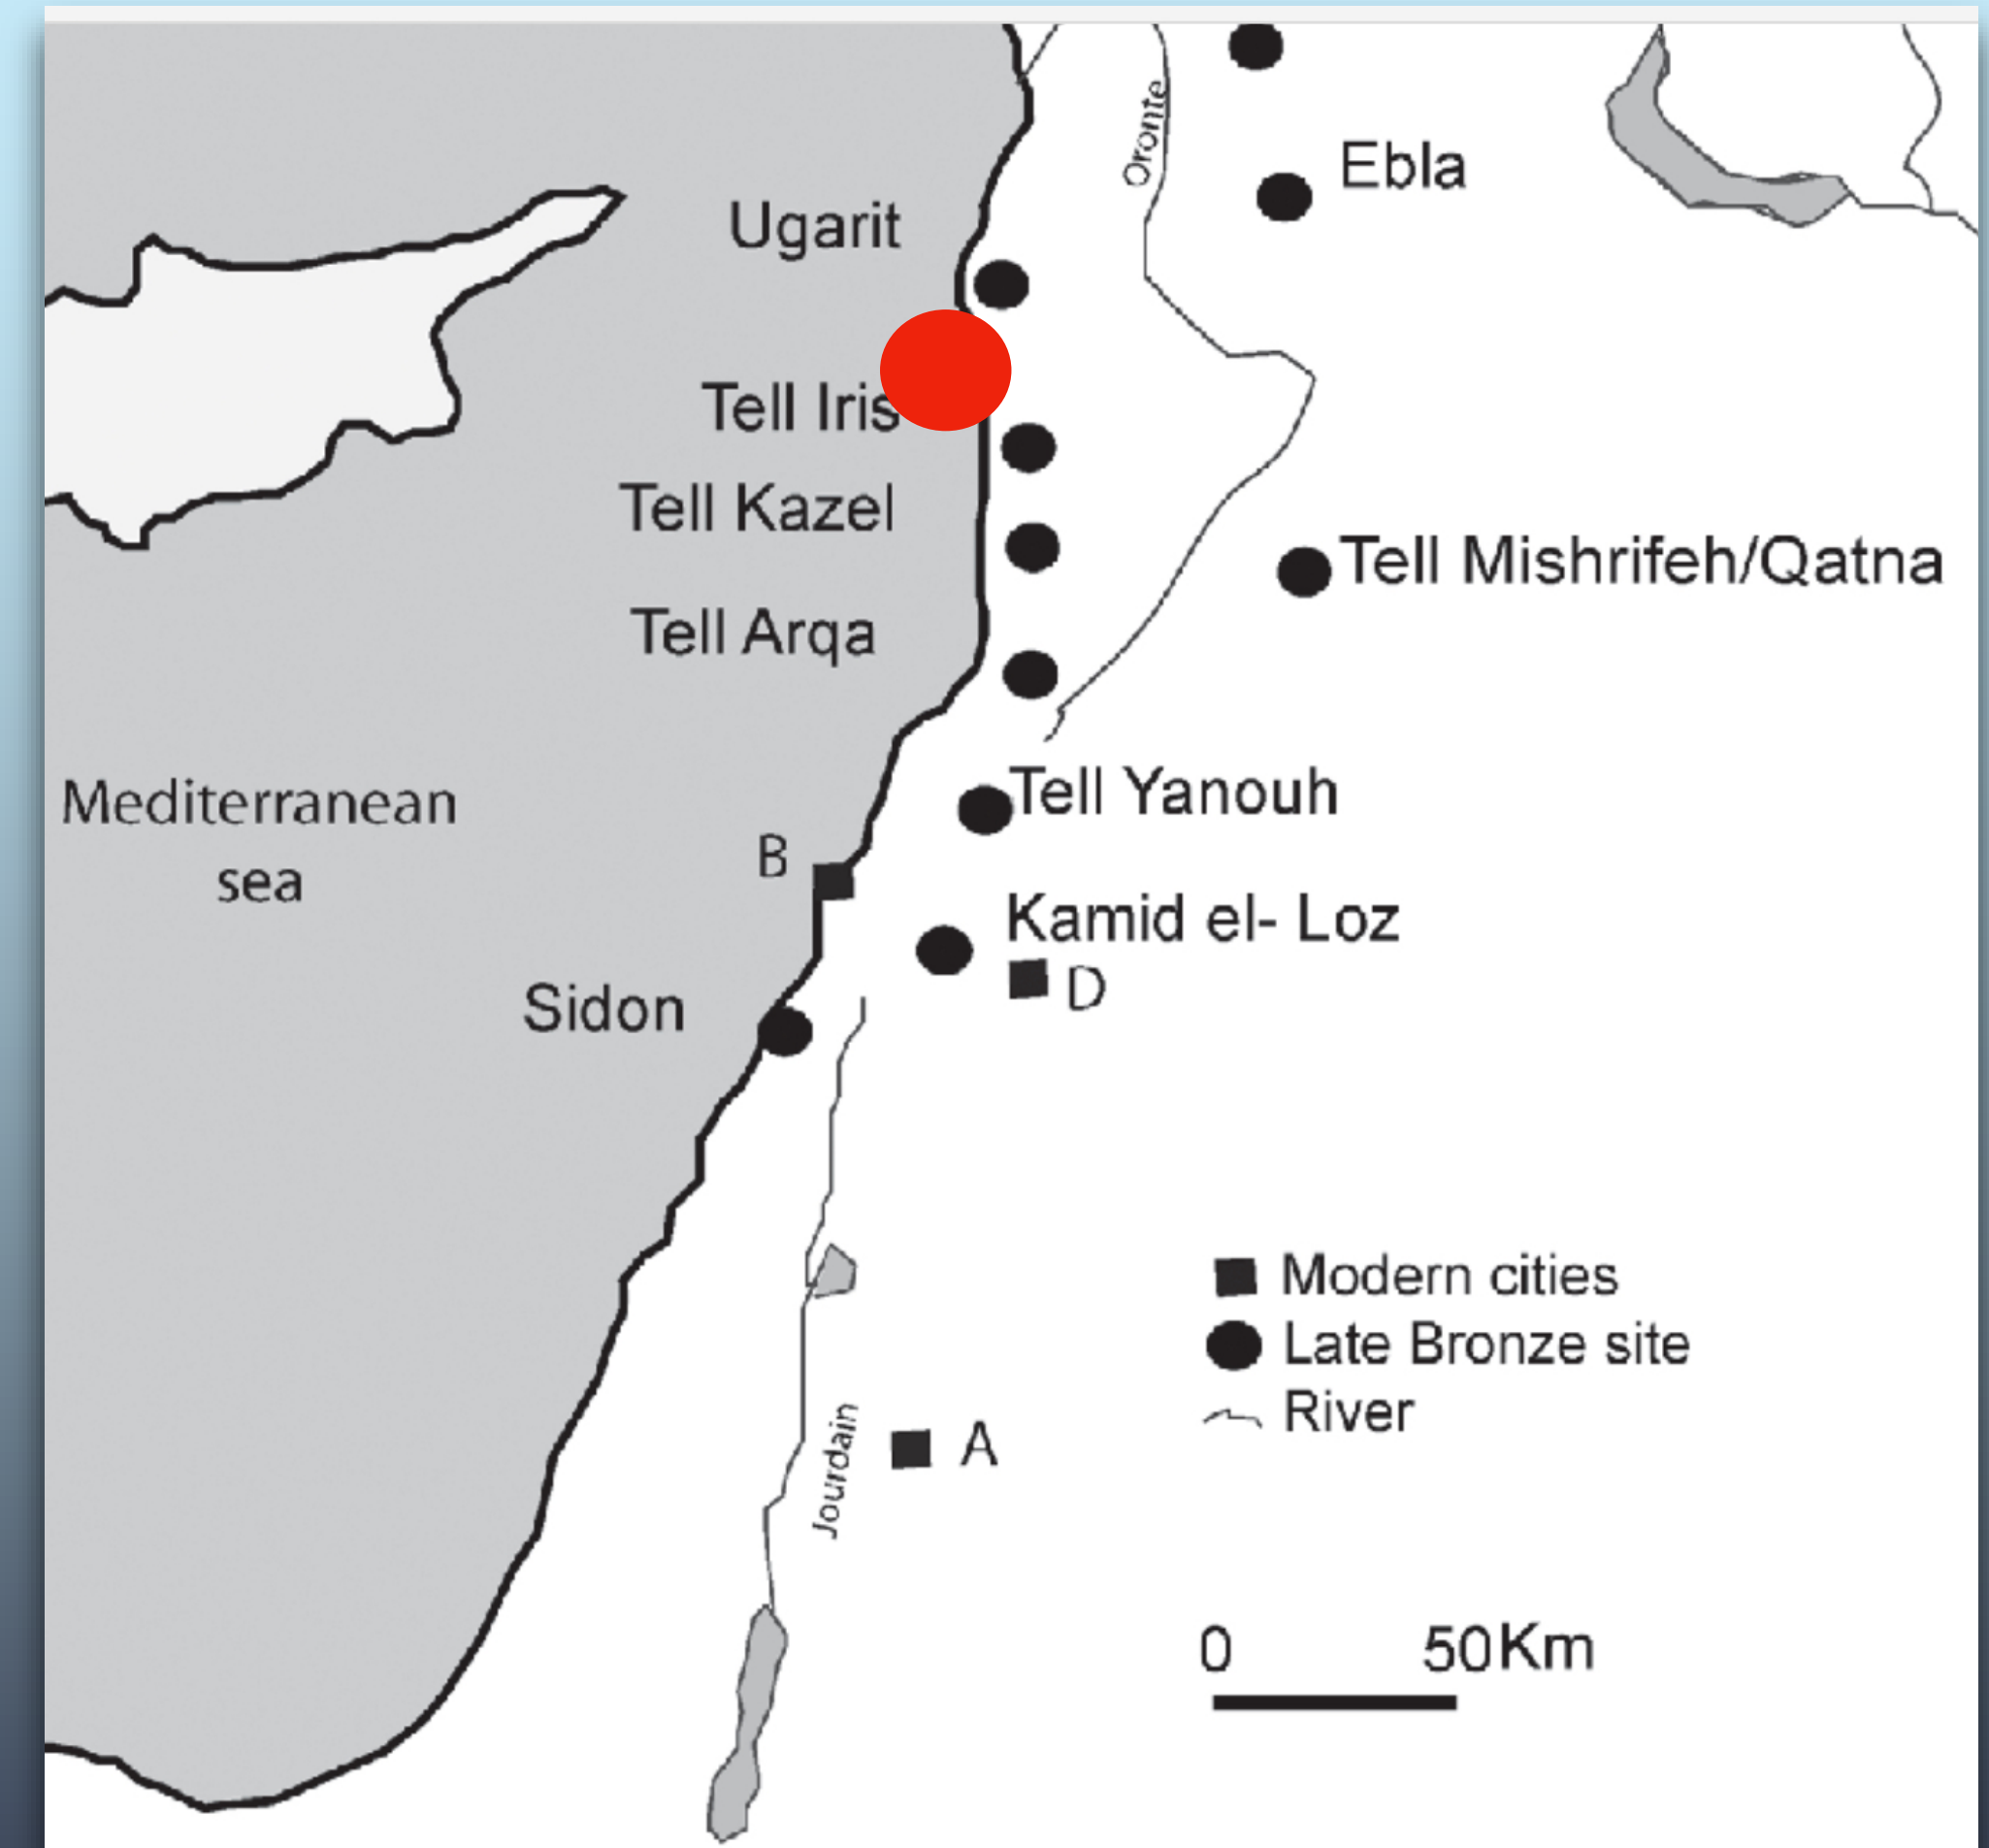 Oronte
Ebla
Ugarit
Tell Iris
Tell Kazel
Tell Mishrifeh/Qatna
Tell Arqa
Tell Yanouh
Mediterranean
sea
B
Kamid el- Loz
D
Sidon
Modern cities
Late Bronze site
River
Jourdain
A
0 50Km